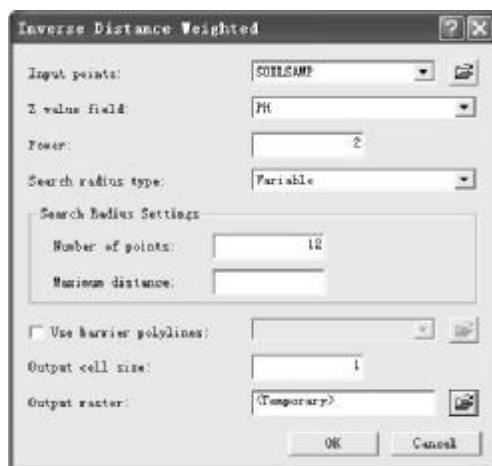 Inverse Distance Weighted
Input points: SOILSAMP
Z value field: PH
Power: 2
Search radius type: Variable
Search Radius Settings
Number of points: 12
Maximum distance:
Use barrier polylines:
Output cell size: 1
Output raster: <Temporary>
OK Cancel